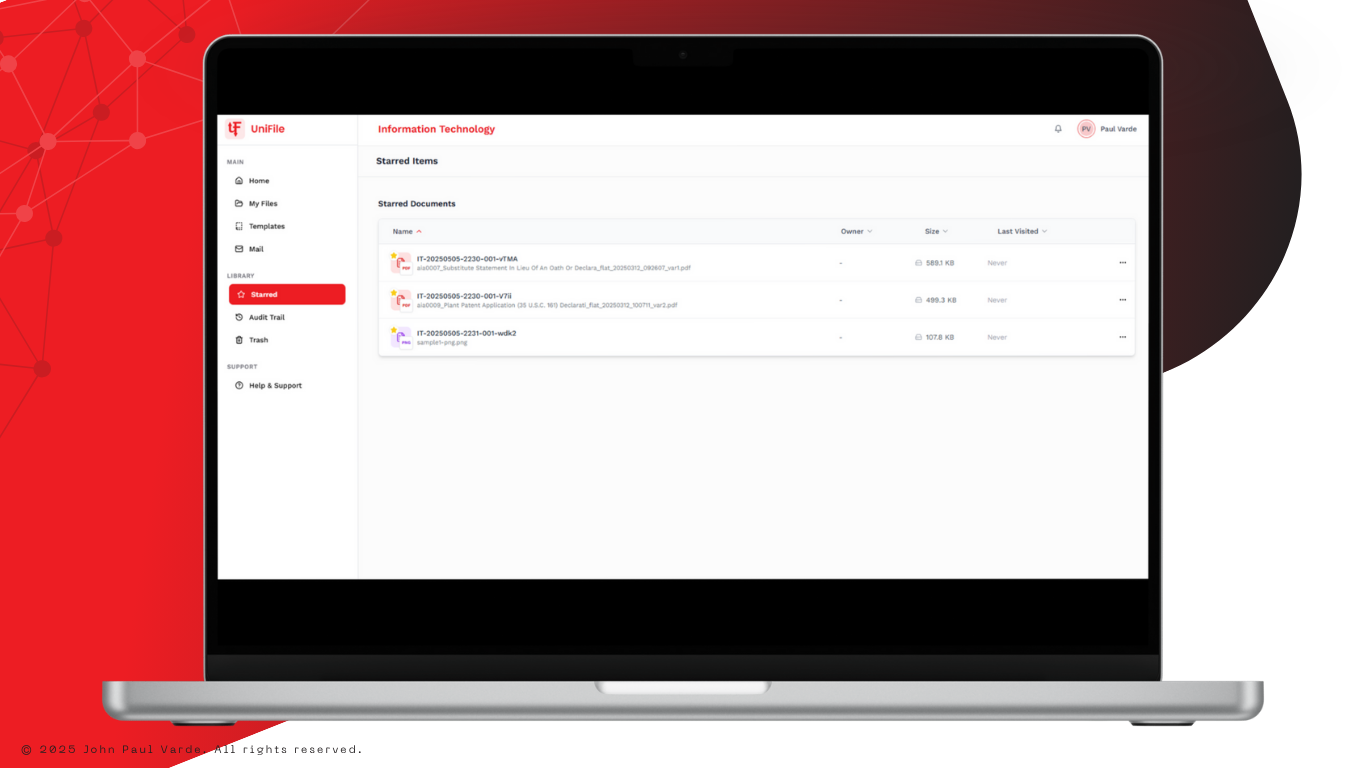 UniFile
Information Technology
PV
Paul Varde
MAIN
Home
My Files
Templates
Mail
LIBRARY
Starred
Audit Trail
Trash
SUPPORT
Help & Support
Starred Items
Starred Documents
Name
Owner
Size
Last Visited
PDF
IT-20250505-2230-001-vTMA
aia0007_Substitute Statement In Lieu Of An Oath Or Declara_flat_20250312_092607_var1.pdf
-
589.1 KB
Never
PDF
IT-20250505-2230-001-V7ii
aia0009_Plant Patent Application (35 U.S.C. 161) Declarati_flat_20250312_100711_var2.pdf
-
499.3 KB
Never
PNG
IT-20250505-2231-001-wdk2
sample1-png.png
-
107.8 KB
Never
© 2025 John Paul Varde. All rights reserved.